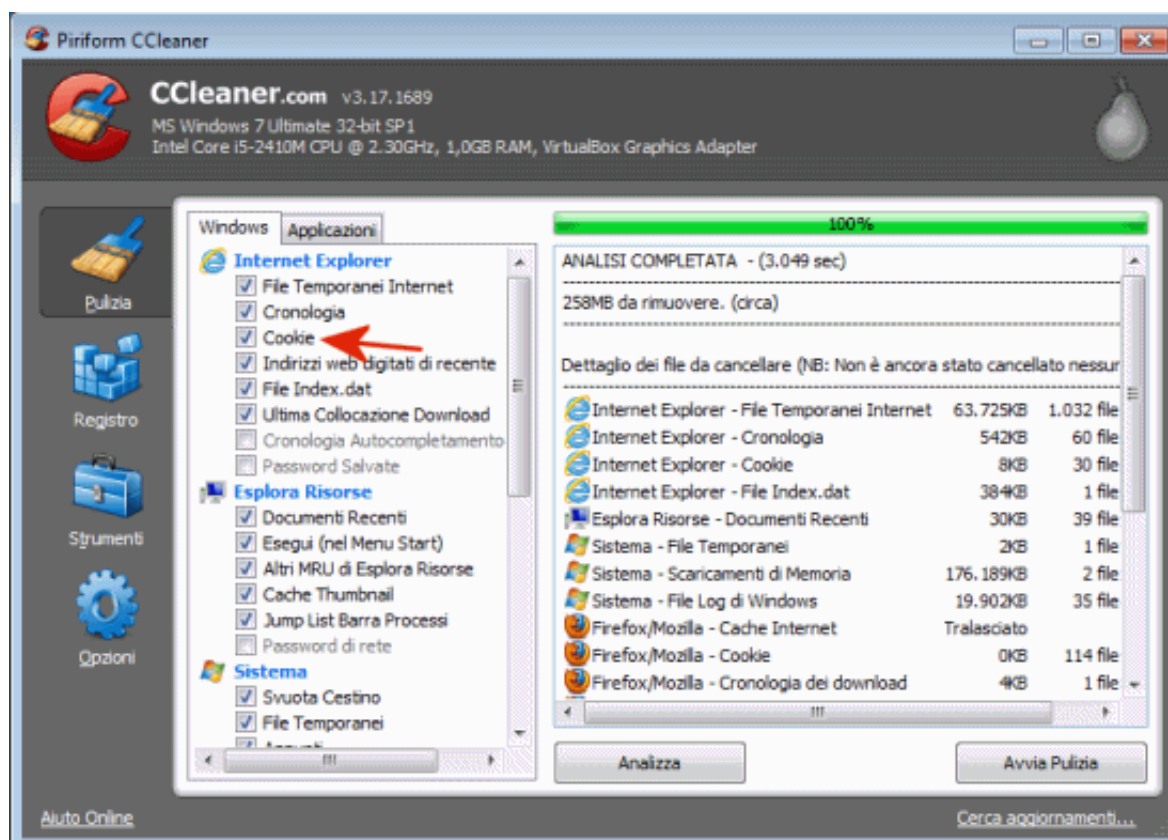 Piriform CCleaner
CCleaner.com v3.17.1689
MS Windows 7 Ultimate 32-bit SP1
Intel Core i5-2410M CPU @ 2.30GHz, 1,0GB RAM, VirtualBox Graphics Adapter
Pulizia
Registro
Strumenti
Opzioni
Windows Applicazioni
Internet Explorer
File Temporanei Internet
Cronologia
Cookie
Indirizzi web digitati di recente
File Index.dat
Ultima Collocazione Download
Cronologia Autocompletamento
Password Salvate
Esplora Risorse
Documenti Recenti
Esegui (nel Menu Start)
Altri MRU di Esplora Risorse
Cache Thumbnail
Jump List Barra Processi
Password di rete
Sistema
Svuota Cestino
File Temporanei
100%
ANALISI COMPLETATA - (3.049 sec)
258MB da rimuovere. (circa)
Dettaglio dei file da cancellare (NB: Non è ancora stato cancellato nessur
Internet Explorer - File Temporanei Internet 63.725KB 1.032 file
Internet Explorer - Cronologia 542KB 60 file
Internet Explorer - Cookie 8KB 30 file
Internet Explorer - File Index.dat 384KB 1 file
Esplora Risorse - Documenti Recenti 30KB 39 file
Sistema - File Temporanei 2KB 1 file
Sistema - Scaricamenti di Memoria 176.189KB 2 file
Sistema - File Log di Windows 19.902KB 35 file
Firefox/Mozilla - Cache Internet Tralasciato
Firefox/Mozilla - Cookie 0KB 114 file
Firefox/Mozilla - Cronologia dei download 4KB 1 file
Analizza
Avvia Pulizia
Aiuto Online
Cerca aggiornamenti...